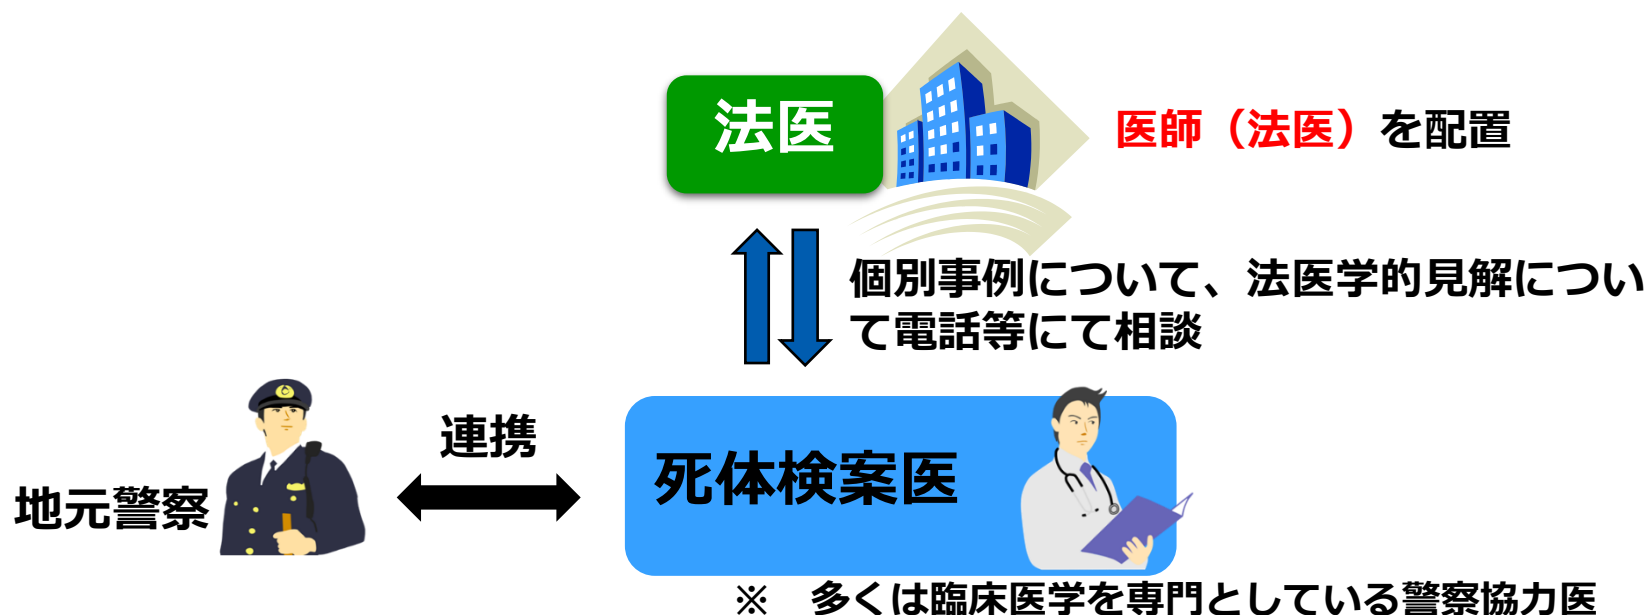 法医
医師（法医）を配置
個別事例について、法医学的見解につい
て電話等にて相談
連携
地元警察
死体検案医
※　多くは臨床医学を専門としている警察協力医